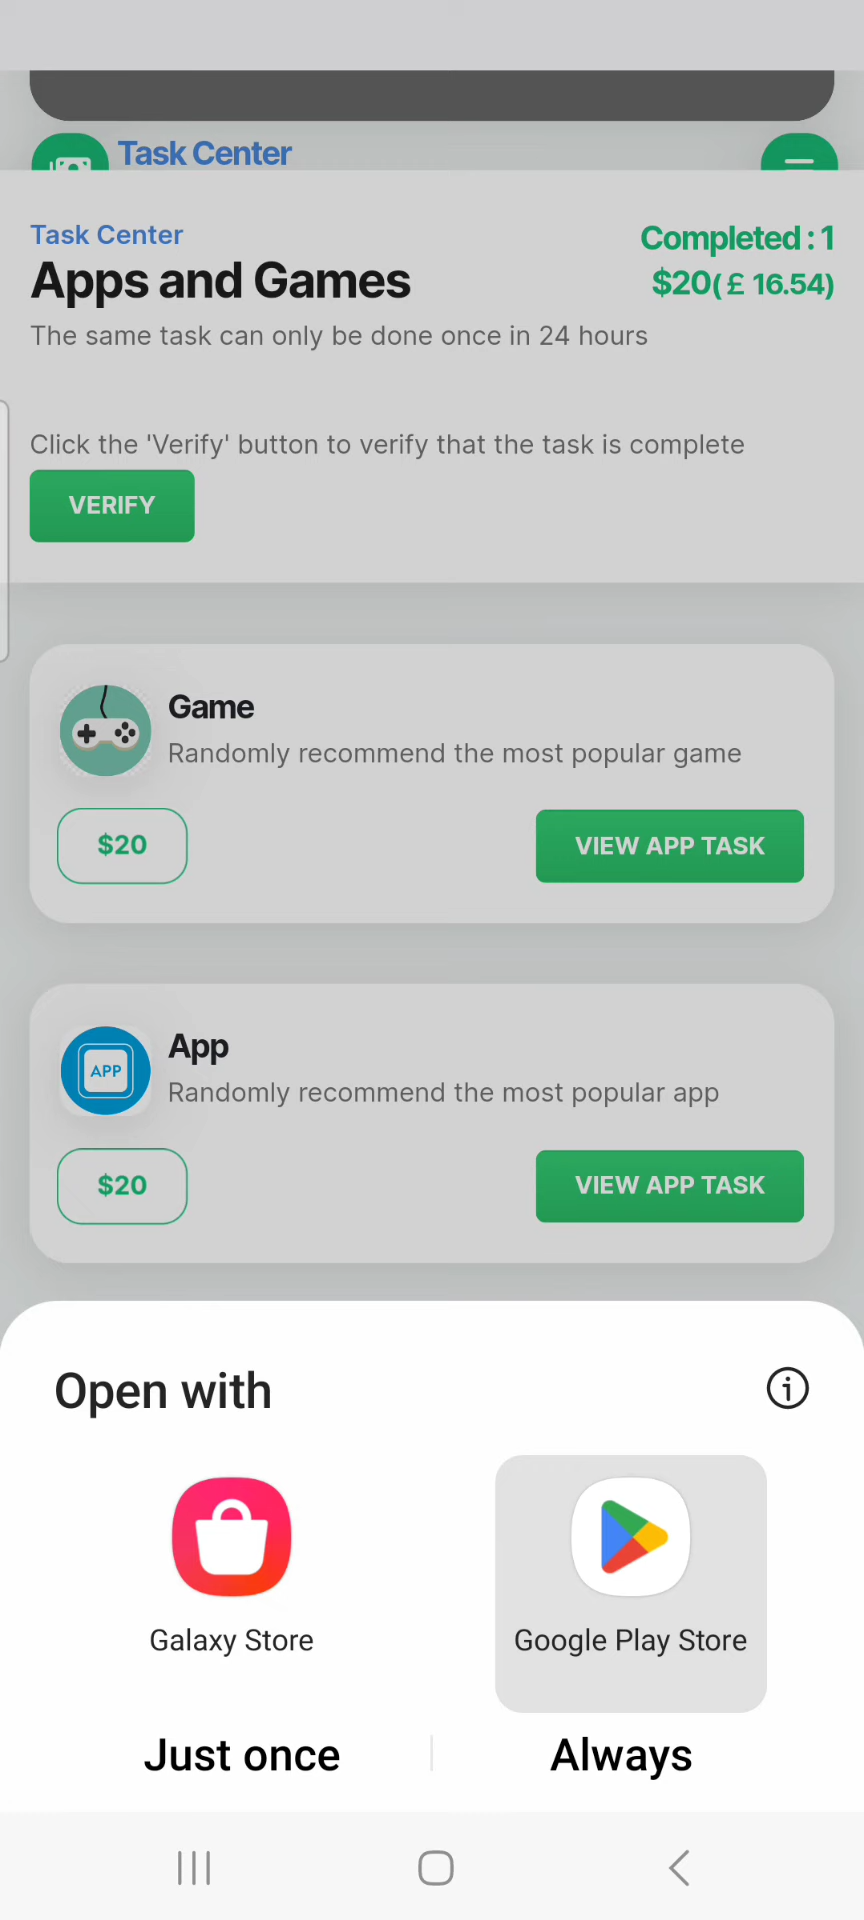 Task Center
Task Center
Completed : 1
Apps and Games
$20( £ 16.54)
The same task can only be done once in 24 hours
Click the 'Verify' button to verify that the task is complete
VERIFY
Game
Randomly recommend the most popular game
$20
VIEW APP TASK
App
APP
Randomly recommend the most popular app
$20
VIEW APP TASK
Open with
Galaxy Store
Google Play Store
Just once
Always